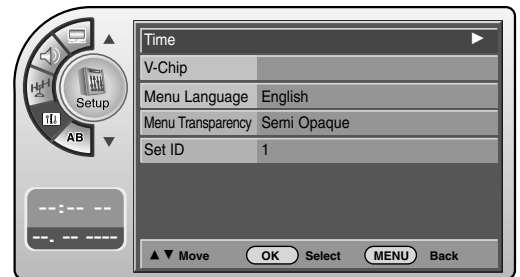 Setup
AB
--:-- --
--. -- ----
Time ►
V-Chip
Menu Language English
Menu Transparency Semi Opaque
Set ID 1
▲▼ Move OK Select MENU Back